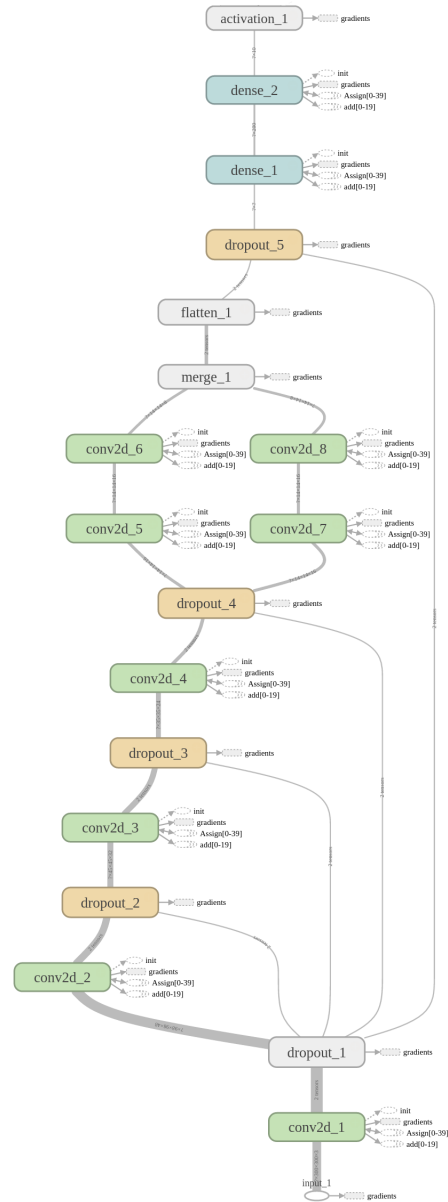 activation_1
gradients
dense_2
init
gradients
Assign[0-39]
add[0-19]
dense_1
init
gradients
Assign[0-39]
add[0-19]
dropout_5
gradients
flatten_1
gradients
merge_1
gradients
conv2d_6
init
gradients
Assign[0-39]
add[0-19]
conv2d_8
init
gradients
Assign[0-39]
add[0-19]
conv2d_5
init
gradients
Assign[0-39]
add[0-19]
conv2d_7
init
gradients
Assign[0-39]
add[0-19]
dropout_4
gradients
conv2d_4
init
gradients
Assign[0-39]
add[0-19]
dropout_3
gradients
conv2d_3
init
gradients
Assign[0-39]
add[0-19]
dropout_2
gradients
conv2d_2
init
gradients
Assign[0-39]
add[0-19]
dropout_1
gradients
conv2d_1
init
gradients
Assign[0-39]
add[0-19]
input_1
gradients